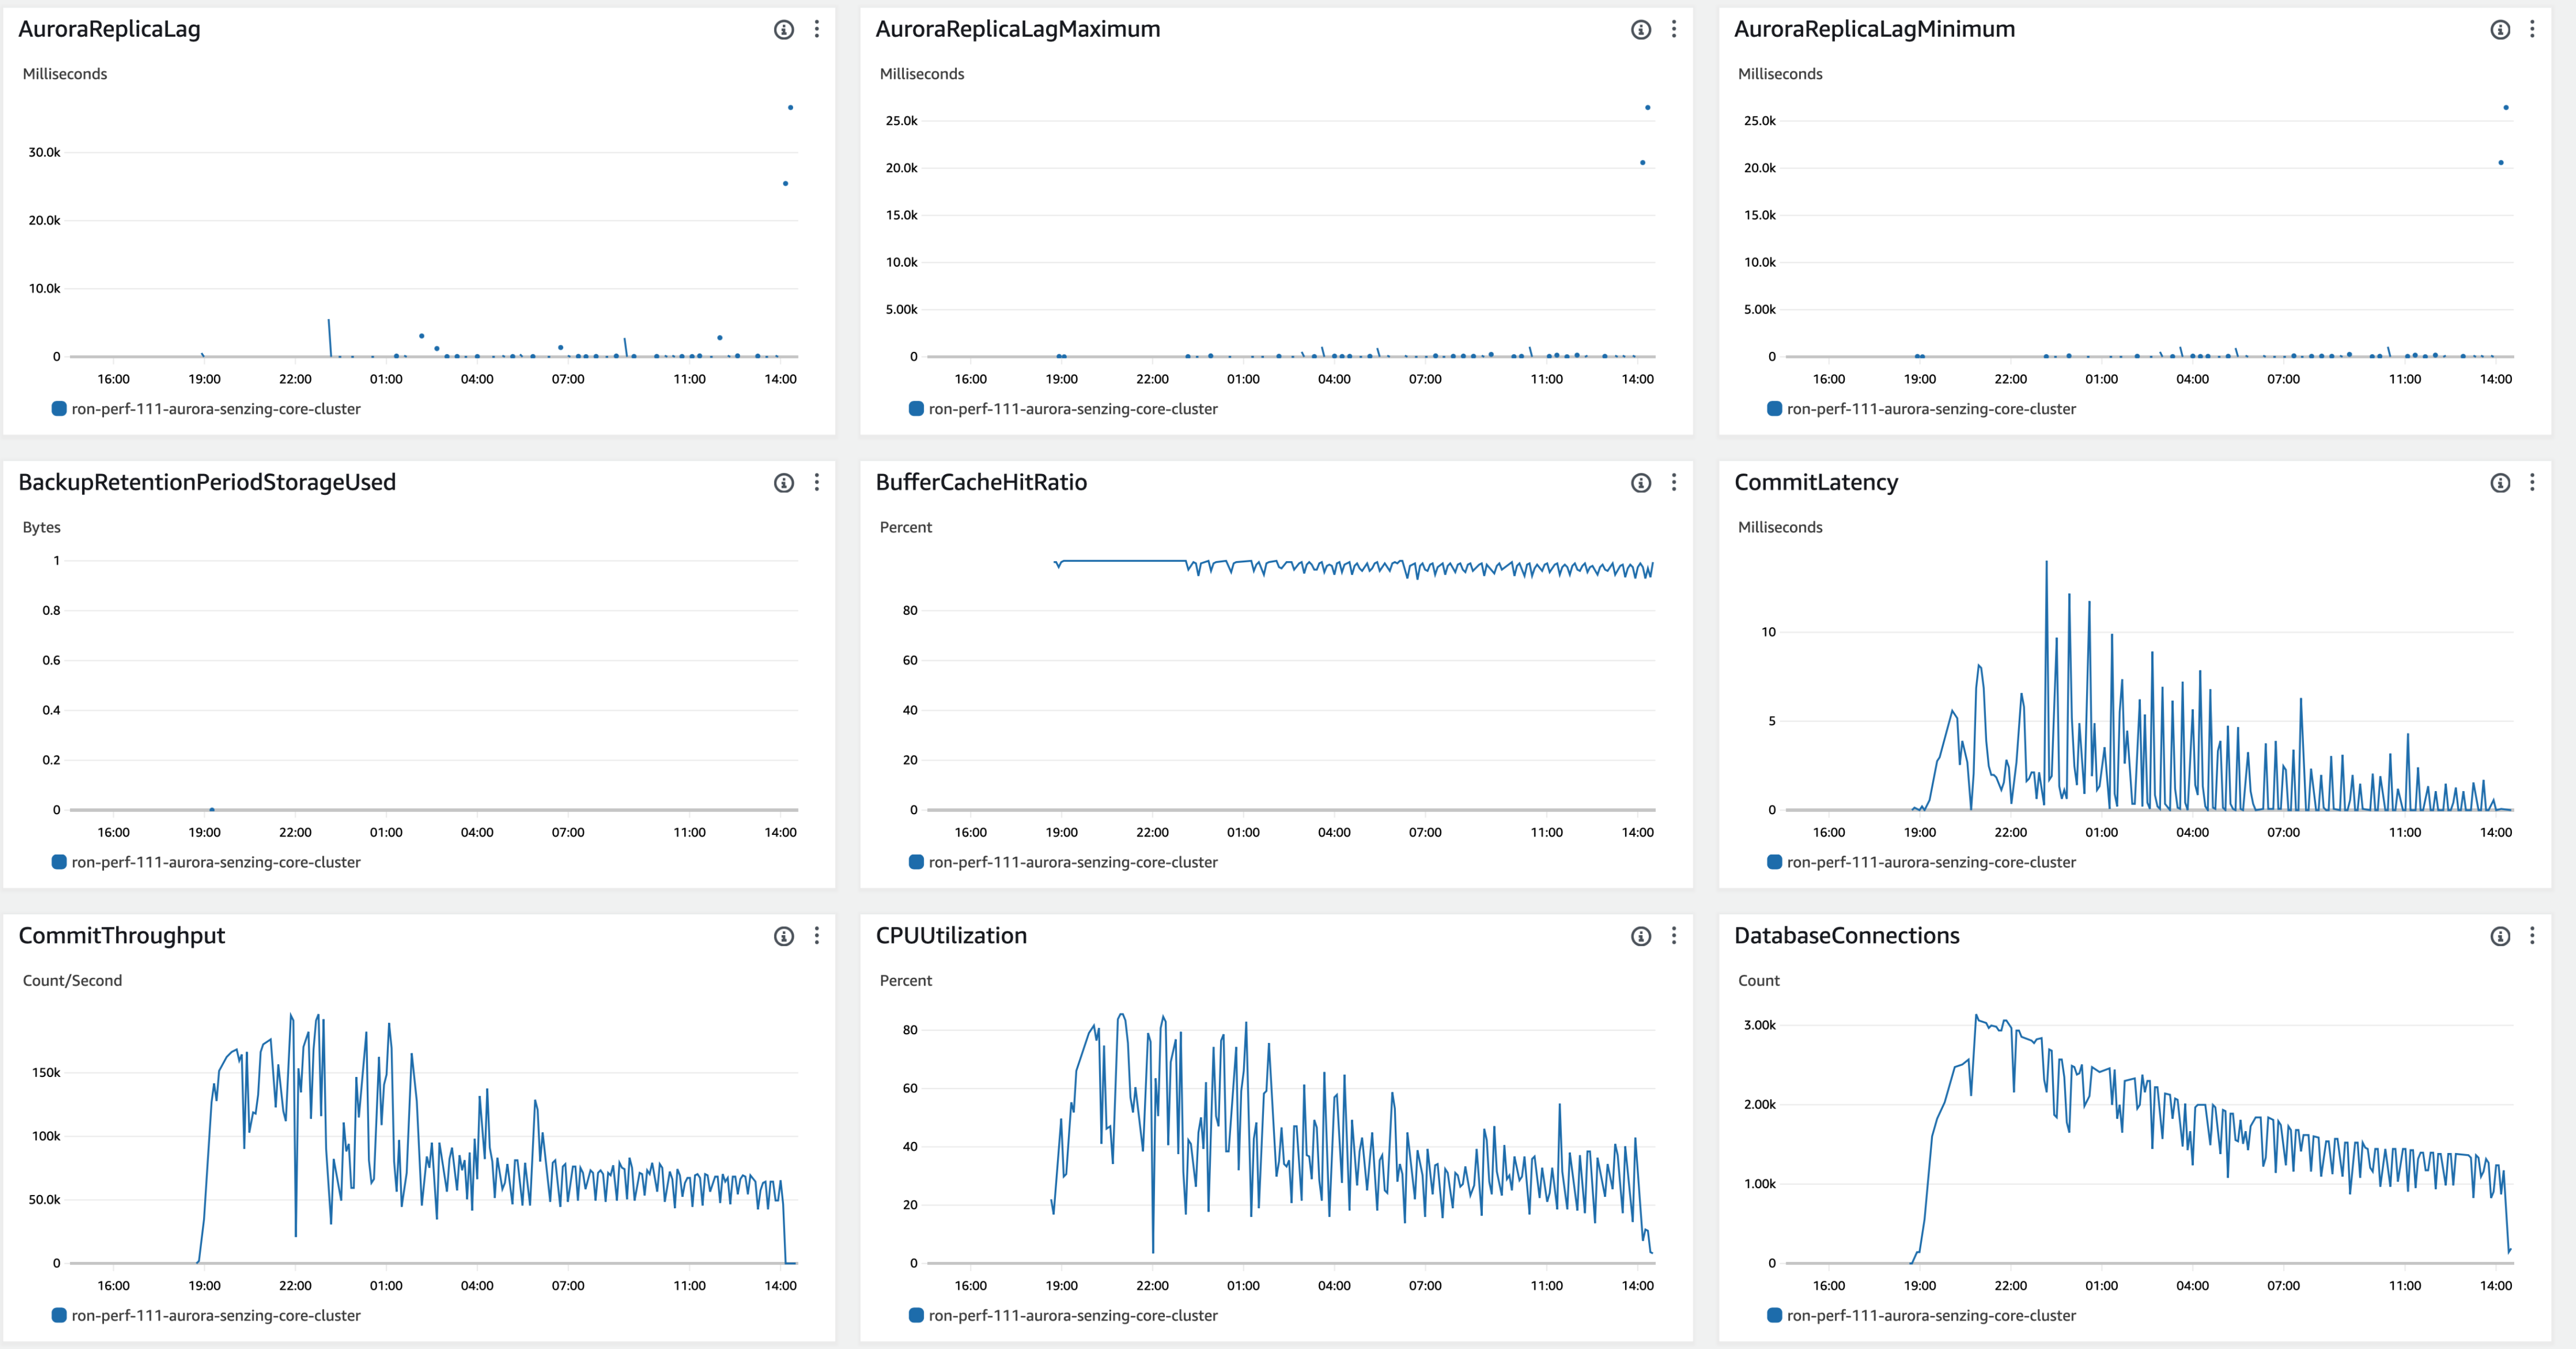 AuroraReplicaLag
Milliseconds
30.0k
20.0k
10.0k
0
16:00 19:00 22:00 01:00 04:00 07:00 11:00 14:00
ron-perf-111-aurora-senzing-core-cluster
AuroraReplicaLagMaximum
Milliseconds
25.0k
20.0k
15.0k
10.0k
5.00k
0
16:00 19:00 22:00 01:00 04:00 07:00 11:00 14:00
ron-perf-111-aurora-senzing-core-cluster
AuroraReplicaLagMinimum
Milliseconds
25.0k
20.0k
15.0k
10.0k
5.00k
0
16:00 19:00 22:00 01:00 04:00 07:00 11:00 14:00
ron-perf-111-aurora-senzing-core-cluster
BackupRetentionPeriodStorageUsed
Bytes
1
0.8
0.6
0.4
0.2
0
16:00 19:00 22:00 01:00 04:00 07:00 11:00 14:00
ron-perf-111-aurora-senzing-core-cluster
BufferCacheHitRatio
Percent
80
60
40
20
0
16:00 19:00 22:00 01:00 04:00 07:00 11:00 14:00
ron-perf-111-aurora-senzing-core-cluster
CommitLatency
Milliseconds
10
5
0
16:00 19:00 22:00 01:00 04:00 07:00 11:00 14:00
ron-perf-111-aurora-senzing-core-cluster
CommitThroughput
Count/Second
150k
100k
50.0k
0
16:00 19:00 22:00 01:00 04:00 07:00 11:00 14:00
ron-perf-111-aurora-senzing-core-cluster
CPUUtilization
Percent
80
60
40
20
0
16:00 19:00 22:00 01:00 04:00 07:00 11:00 14:00
ron-perf-111-aurora-senzing-core-cluster
DatabaseConnections
Count
3.00k
2.00k
1.00k
0
16:00 19:00 22:00 01:00 04:00 07:00 11:00 14:00
ron-perf-111-aurora-senzing-core-cluster